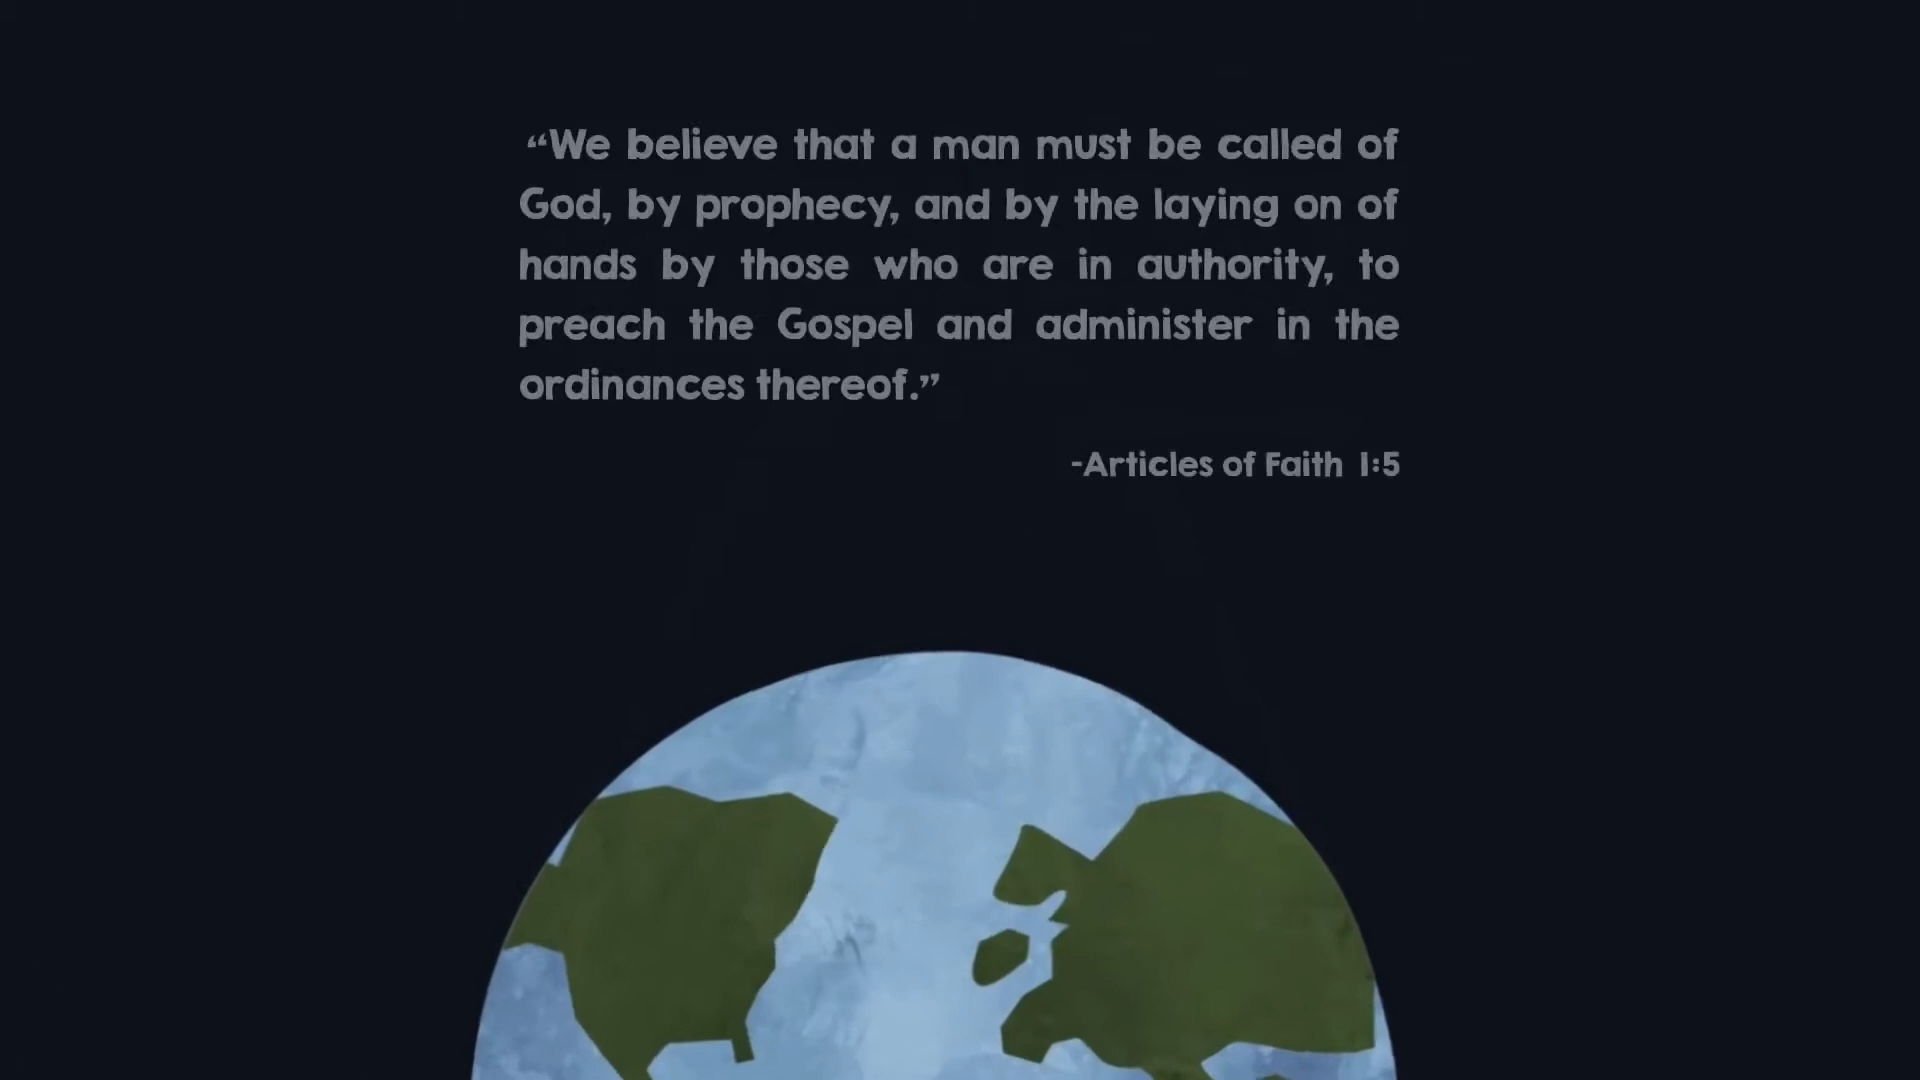 “We believe that a man must be called of
God, by prophecy, and by the laying on of
hands by those who are in authority, to
preach the Gospel and administer in the
ordinances thereof.”
-Articles of Faith 1:5